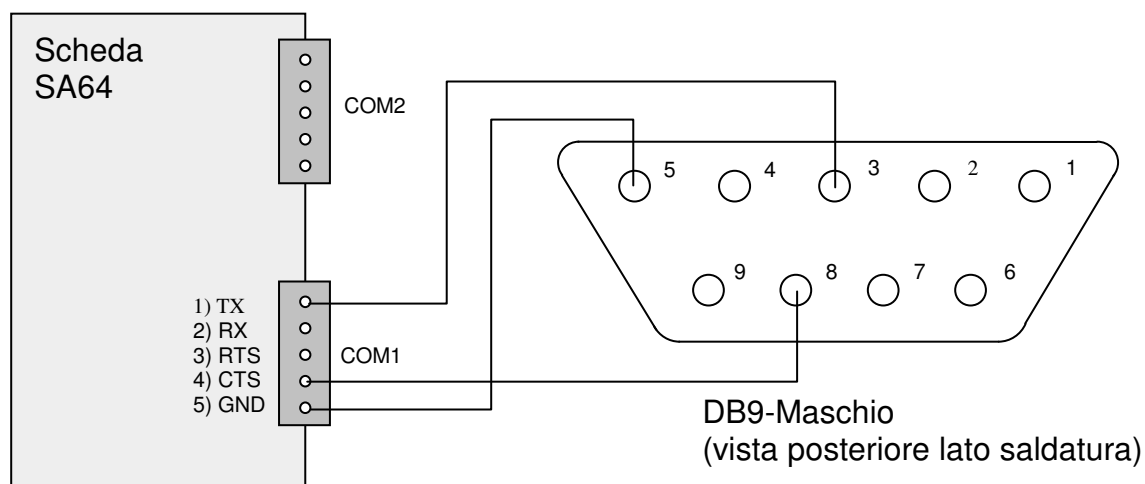 Scheda
SA64
COM2
1) TX
2) RX
3) RTS
4) CTS
5) GND
COM1
5
4
3
2
1
9
8
7
6
DB9-Maschio
(vista posteriore lato saldatura)